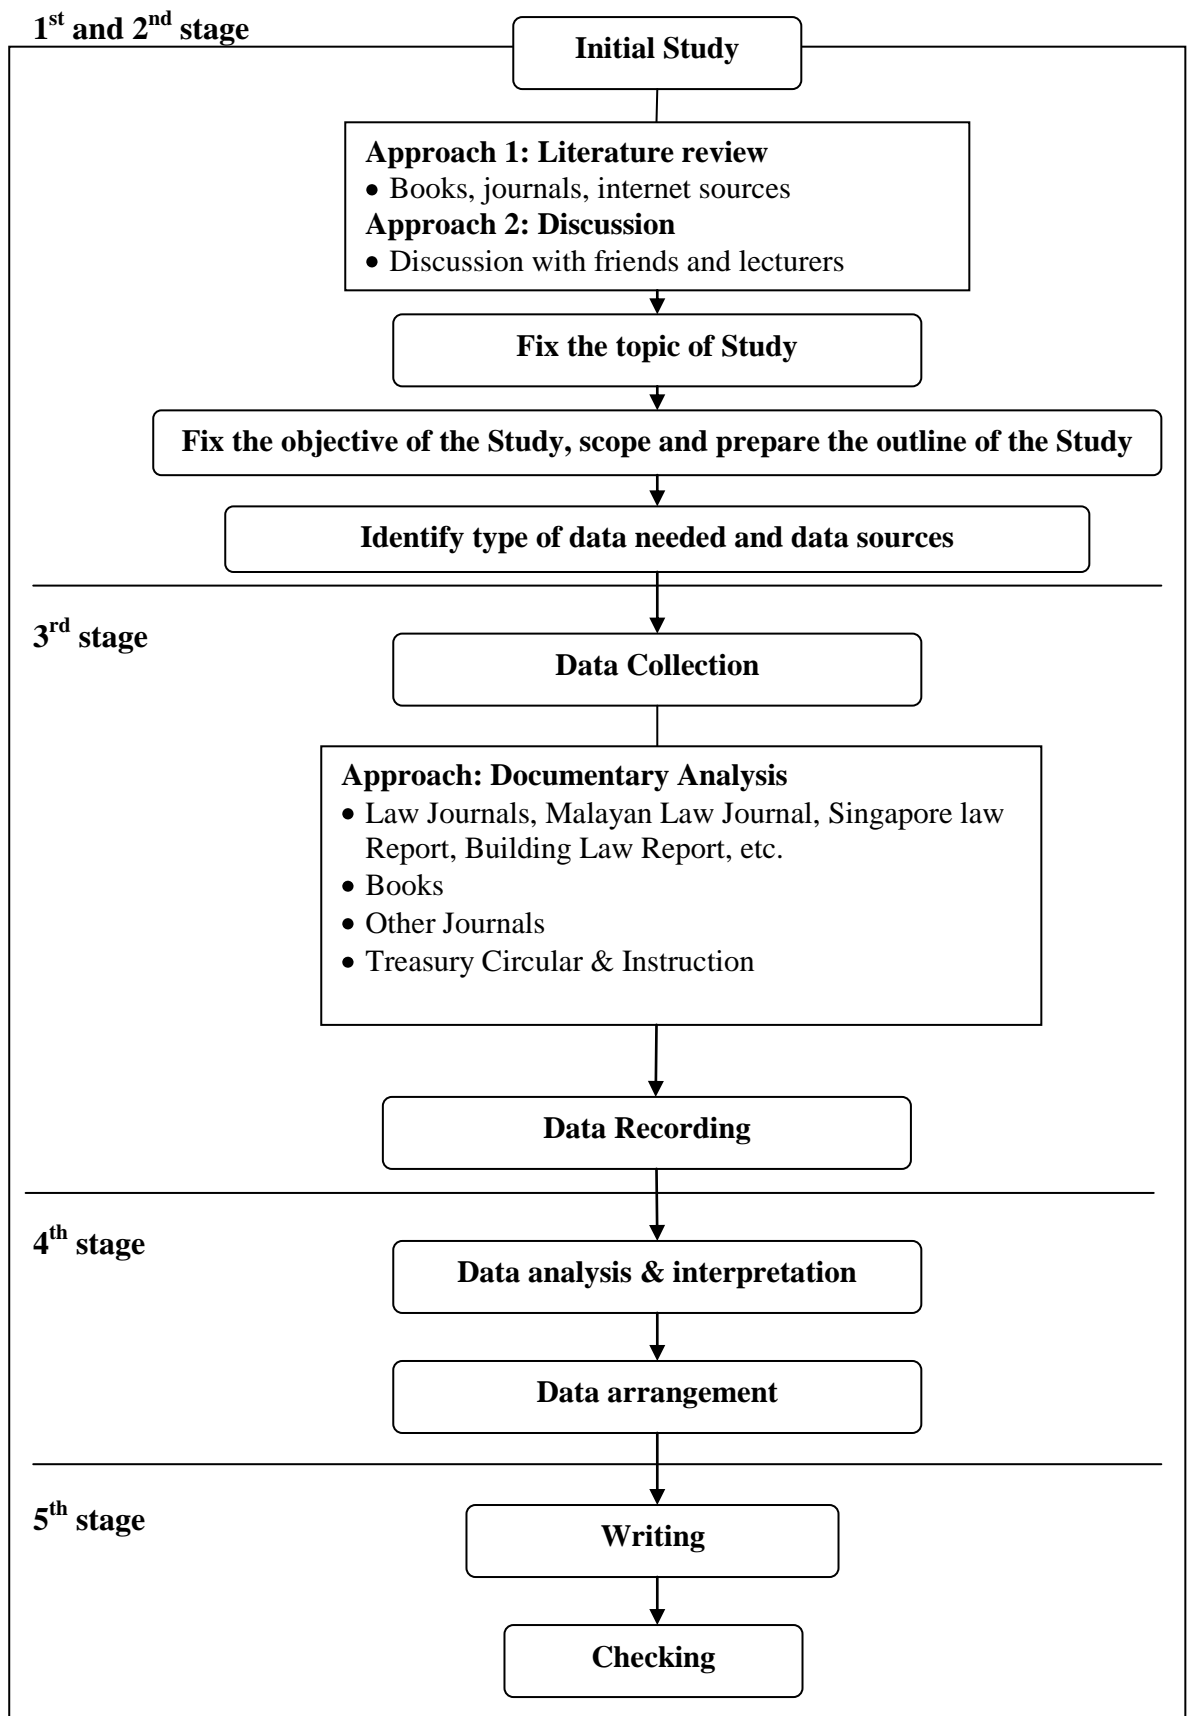 1st and 2nd stage
Initial Study
Approach 1: Literature review
• Books, journals, internet sources
Approach 2: Discussion
• Discussion with friends and lecturers
Fix the topic of Study
Fix the objective of the Study, scope and prepare the outline of the Study
Identify type of data needed and data sources
3rd stage
Data Collection
Approach: Documentary Analysis
• Law Journals, Malayan Law Journal, Singapore law
Report, Building Law Report, etc.
• Books
• Other Journals
• Treasury Circular & Instruction
Data Recording
4th stage
Data analysis & interpretation
Data arrangement
5th stage
Writing
Checking